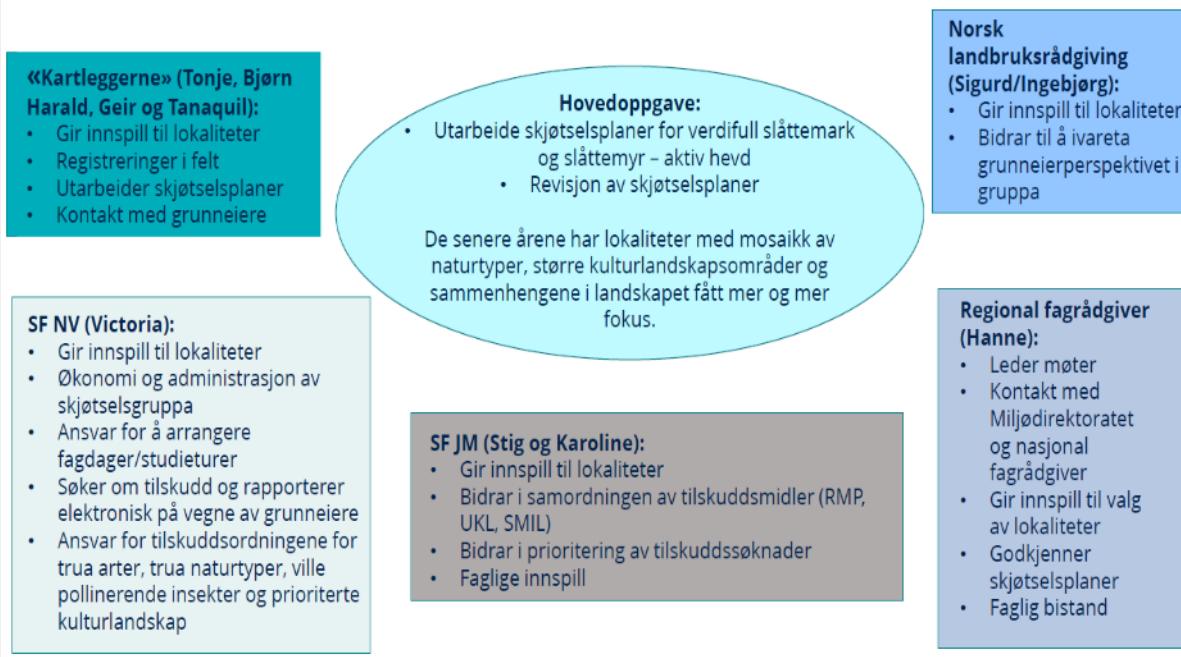 «Kartleggerne» (Tonje, Bjørn
Harald, Geir og Tanaquil):
• Gir innspill til lokaliteter
• Registreringer i felt
• Utarbeider skjøtselsplaner
• Kontakt med grunneiere
Hovedoppgave:
• Utarbeide skjøtselsplaner for verdifull slåttemark
og slåttemyr – aktiv hevd
• Revisjon av skjøtselsplaner
De senere årene har lokaliteter med mosaikk av
naturtyper, større kulturlandskapsområder og
sammenhengene i landskapet fått mer og mer
fokus.
Norsk
landbruksrådgiving
(Sigurd/Ingebjørg):
• Gir innspill til lokaliteter
• Bidrar til å ivareta
grunneierperspektivet i
gruppa
SF NV (Victoria):
• Gir innspill til lokaliteter
• Økonomi og administrasjon av
skjøtselsgruppa
• Ansvar for å arrangere
fagdager/studieturer
• Søker om tilskudd og rapporterer
elektronisk på vegne av grunneiere
• Ansvar for tilskuddsordningene for
trua arter, trua naturtyper, ville
pollinerende insekter og prioriterte
kulturlandskap
SF JM (Stig og Karoline):
• Gir innspill til lokaliteter
• Bidrar i samordningen av tilskuddsmidler (RMP,
UKL, SMIL)
• Bidrar i prioritering av tilskuddssøknader
• Faglige innspill
Regional fagrådgiver
(Hanne):
• Leder møter
• Kontakt med
Miljødirektoratet
og nasjonal
fagrådgiver
• Gir innspill til valg
av lokaliteter
• Godkjenner
skjøtselsplaner
• Faglig bistand